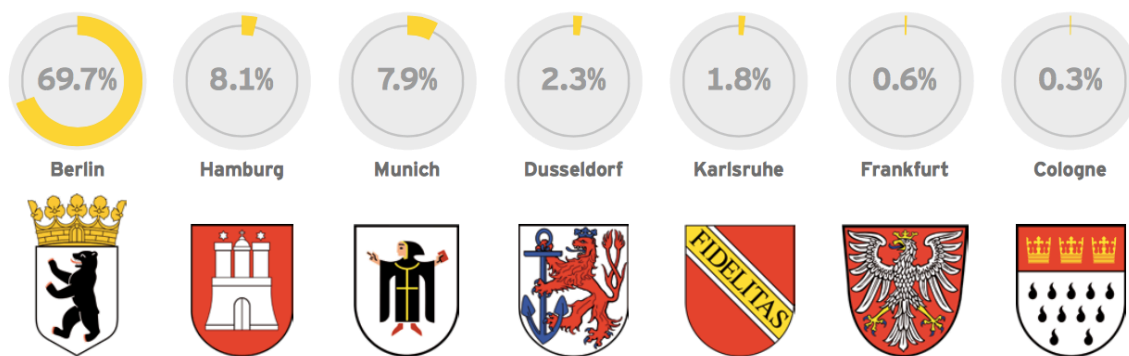 69.7% 8.1% 7.9% 2.3% 1.8% 0.6% 0.3%
Berlin Hamburg Munich Dusseldorf Karlsruhe Frankfurt Cologne
FIDELITAS